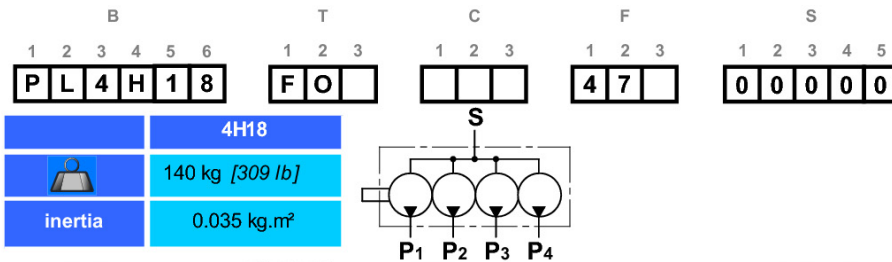 B T C F S
1 2 3 4 5 6 1 2 3 1 2 3 1 2 3 1 2 3 4 5
P L 4 H 1 8 F O 4 7 0 0 0 0 0
4H18
140 kg [309 lb]
inertia 0.035 kg.m²
S
P1 P2 P3 P4